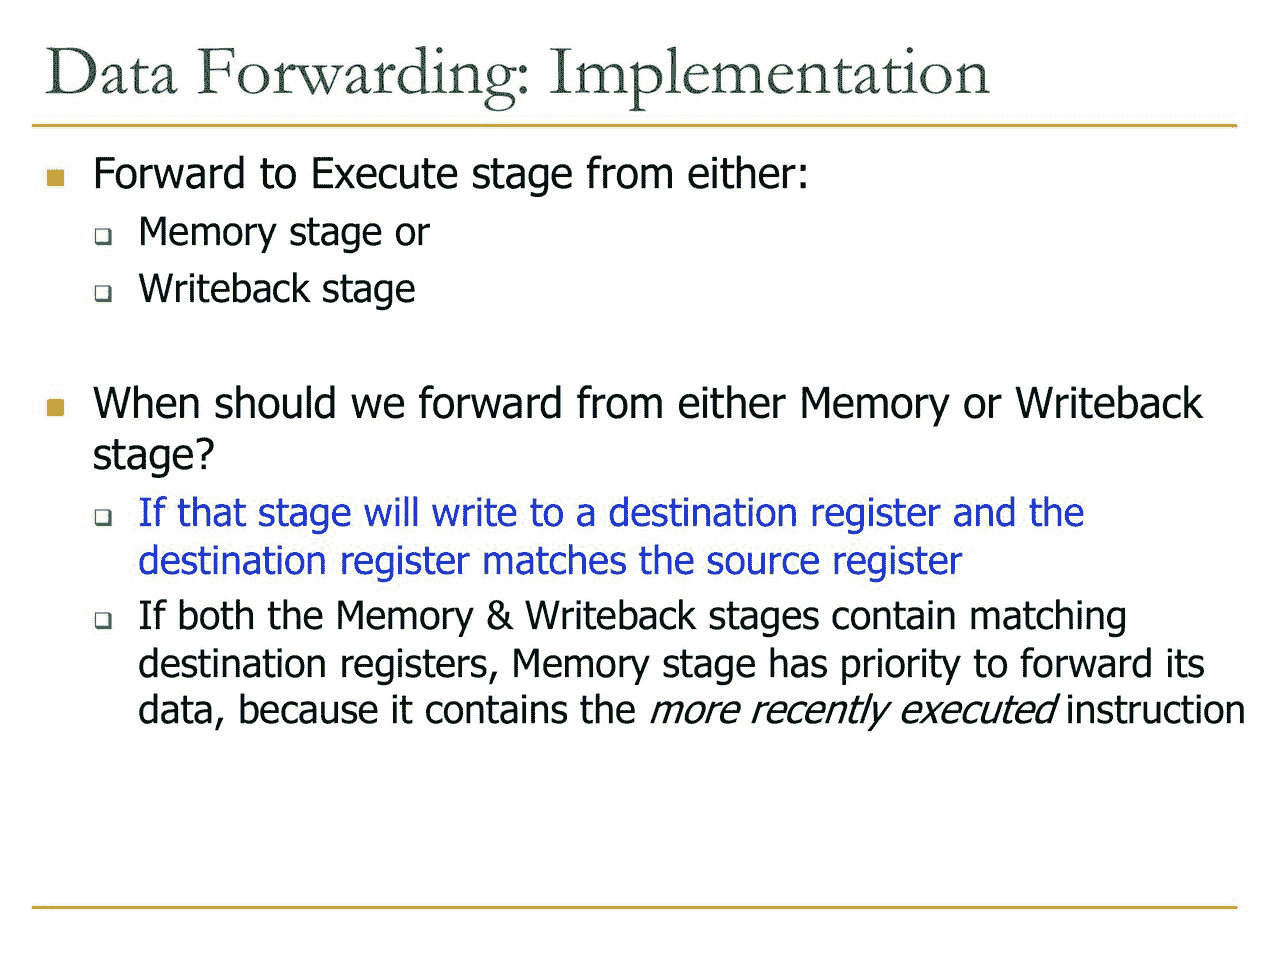 Data Forwarding: Implementation
Forward to Execute stage from either:
Memory stage or
Writeback stage
When should we forward from either Memory or Writeback
stage?
If that stage will write to a destination register and the
destination register matches the source register
If both the Memory & Writeback stages contain matching
destination registers, Memory stage has priority to forward its
data, because it contains the more recently executed instruction